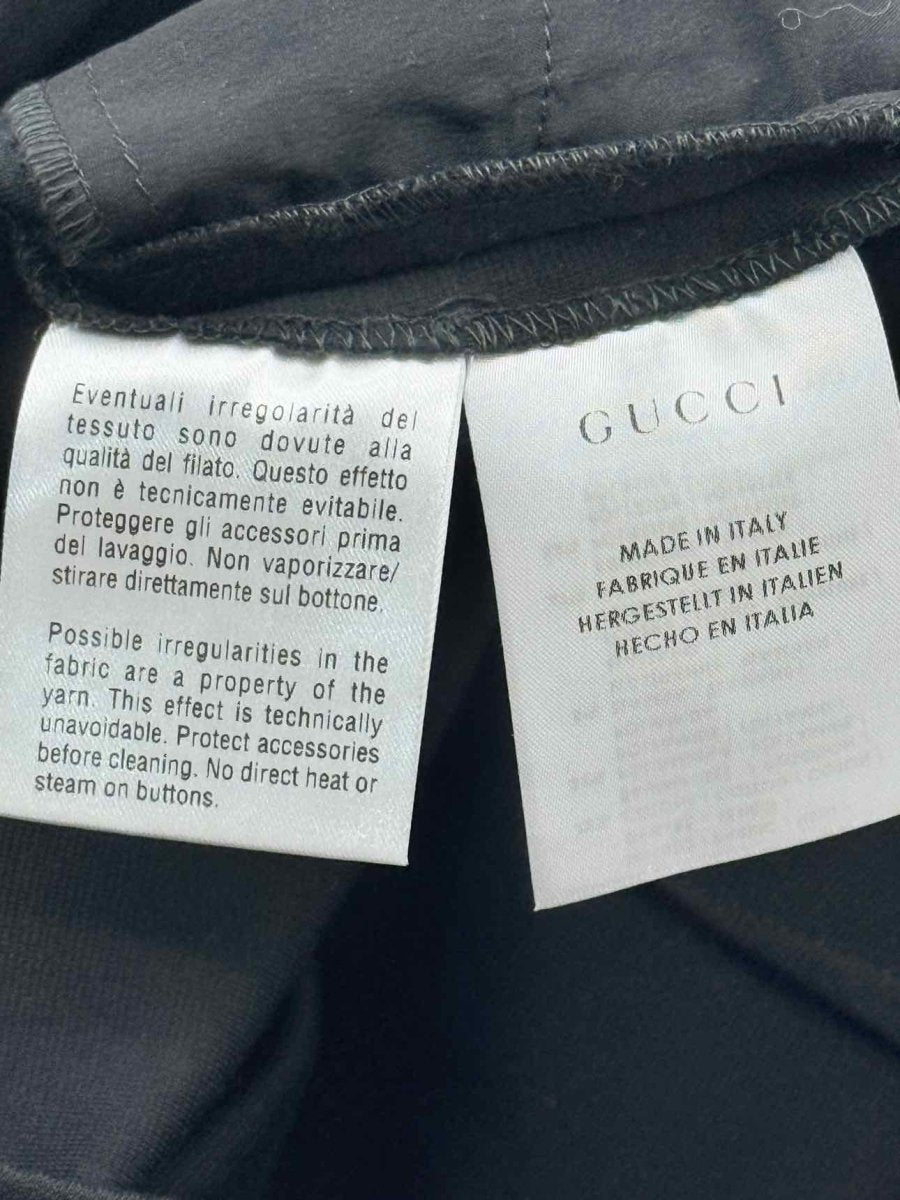 Eventuali irregolarità del
tessuto sono dovute alla
qualità del filato. Questo effetto
non è tecnicamente evitabile.
Proteggere gli accessori prima
del lavaggio. Non vaporizzare/
stirare direttamente sul bottone.
Possible irregularities in the
fabric are a property of the
yarn. This effect is technically
unavoidable. Protect accessories
before cleaning. No direct heat or
steam on buttons.
GUCCI
MADE IN ITALY
FABRIQUE EN ITALIE
HERGESTELLT IN ITALIEN
HECHO EN ITALIA